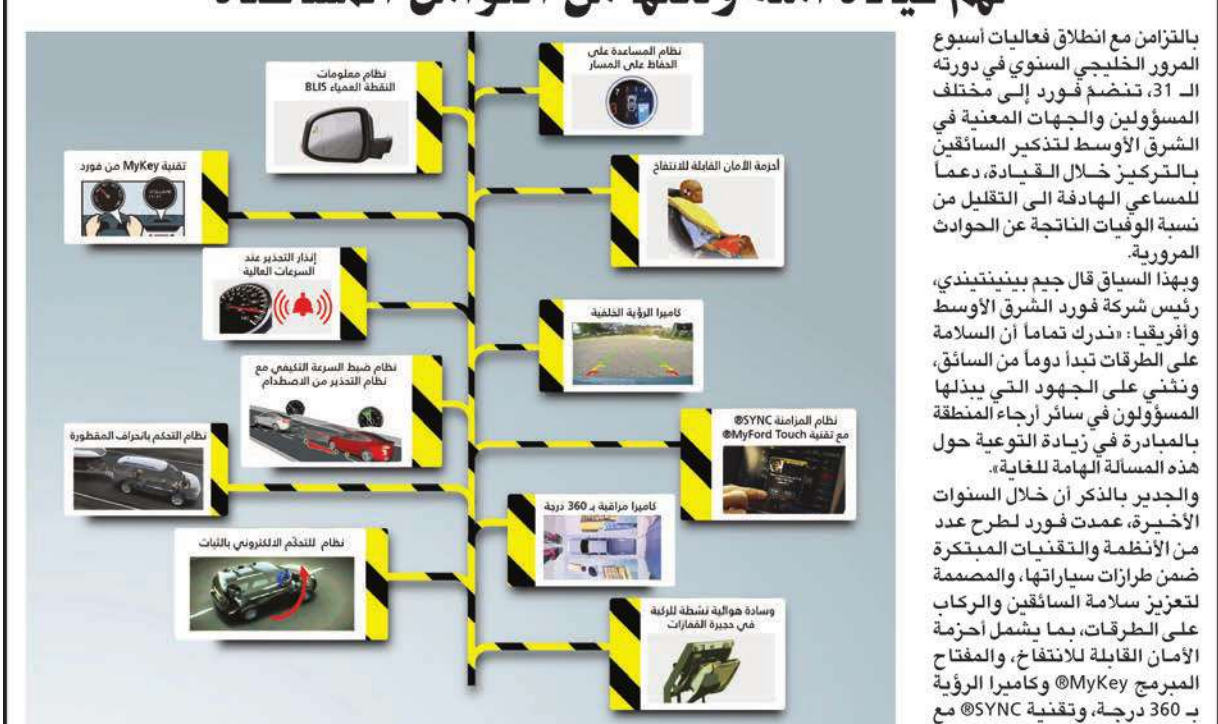 بالتزامن مع انطلاق فعاليات أسبوع
المرور الخليجي السنوي في دورته
الـ 31، تنضمّ فورد إلى مختلف
المسؤولين والجهات المعنية في
الشرق الأوسط لتذكير السائقين
بالتركيز خلال القيادة، دعماً
للمساعي الهادفة الى التقليل من
نسبة الوفيات الناتجة عن الحوادث
المرورية.
وبهذا السياق قال جيم بينينتيندي،
رئيس شركة فورد الشرق الأوسط
وأفريقيا: «ندرك تماماً أن السلامة
على الطرقات تبدأ دوماً من السائق،
ونثني على الجهود التي يبذلها
المسؤولون في سائر أرجاء المنطقة
بالمبادرة في زيادة التوعية حول
هذه المسألة الهامة للغاية».
والجدير بالذكر أن خلال السنوات
الأخيرة، عمدت فورد لطرح عدد
من الأنظمة والتقنيات المبتكرة
ضمن طرازات سياراتها، والمصممة
لتعزيز سلامة السائقين والركاب
على الطرقات، بما يشمل أحزمة
الأمان القابلة للانتفاخ، والمفتاح
المبرمج MyKey® وكاميرا الرؤية
بـ 360 درجة، وتقنية SYNC® مع
نظام المساعدة على
الحفاظ على المسار
نظام معلومات
النقطة العمياء BLIS
أحزمة الأمان القابلة للانتفاخ
تقنية MyKey من فورد
إنذار التحذير عند
السرعات العالية
كاميرا الرؤية الخلفية
نظام ضبط السرعة التكيفي مع
نظام التحذير من الاصطدام
نظام المزامنة SYNC®
مع تقنية MyFord Touch®
نظام التحكم بانحراف المقطورة
كاميرا مراقبة بـ 360 درجة
نظام للتحكّم الالكتروني بالثبات
وسادة هوائية نشطة للركبة
في حجيرة القفازات